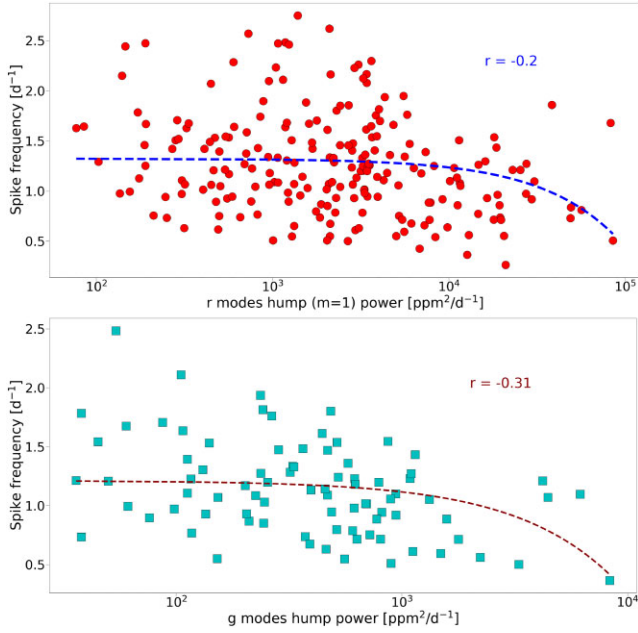 2.5
2.0
1.5
1.0
0.5
Spike frequency [d⁻¹]
r = -0.2
10² 10³ 10⁴ 10⁵
r modes hump (m=1) power [ppm²/d⁻¹]
2.5
2.0
1.5
1.0
0.5
Spike frequency [d⁻¹]
r = -0.31
10² 10³ 10⁴
g modes hump power [ppm²/d⁻¹]